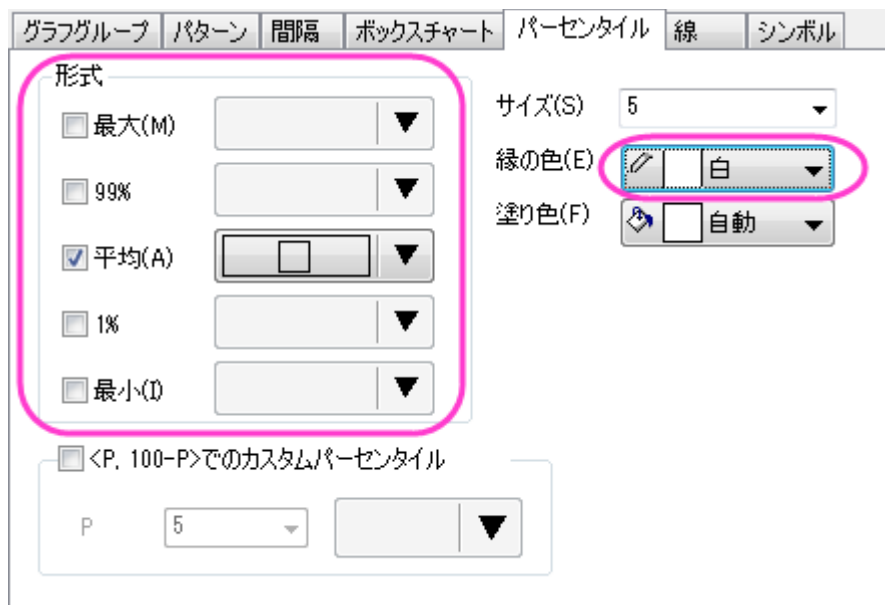 グラフグループ パターン 間隔 ボックスチャート パーセンタイル 線 シンボル
形式
最大(M)
99%
平均(A)
1%
最小(I)
サイズ(S) 5
縁の色(E) 白
塗り色(F) 自動
<P, 100-P>でのカスタムパーセンタイル
P 5